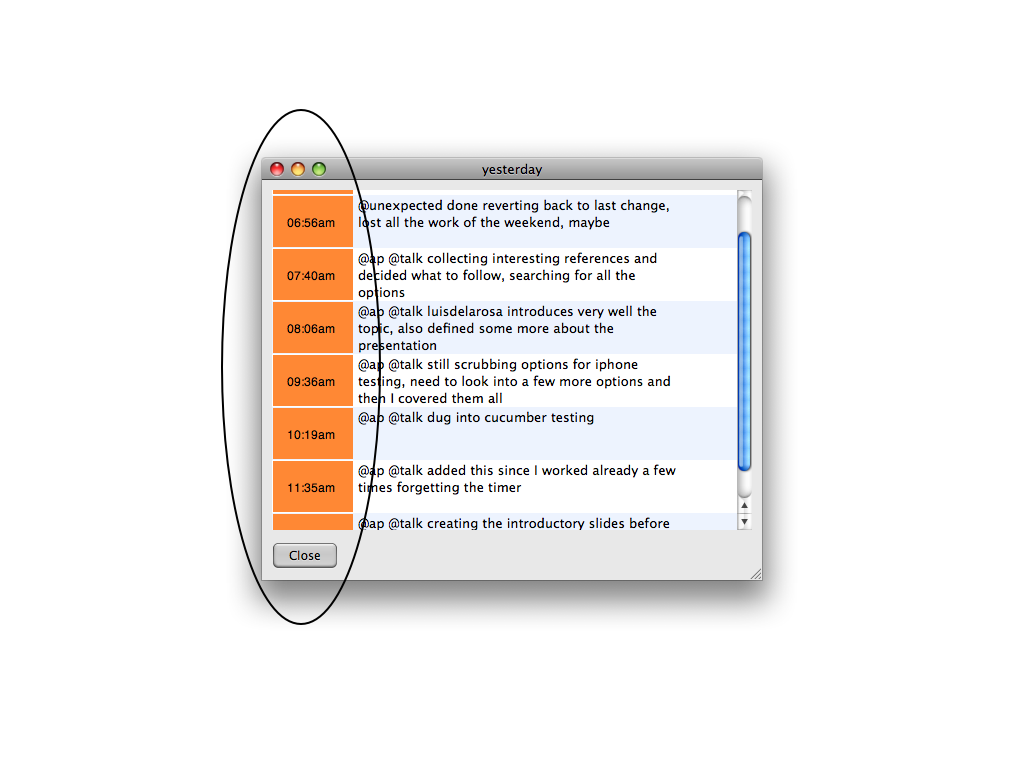 yesterday
06:56am
@unexpected done reverting back to last change,
lost all the work of the weekend, maybe
07:40am
@ap @talk collecting interesting references and
decided what to follow, searching for all the
options
08:06am
@ap @talk luisdelarosa introduces very well the
topic, also defined some more about the
presentation
09:36am
@ap @talk still scrubbing options for iphone
testing, need to look into a few more options and
then I covered them all
10:19am
@ap @talk dug into cucumber testing
11:35am
@ap @talk added this since I worked already a few
times forgetting the timer
@ap @talk creating the introductory slides before
Close